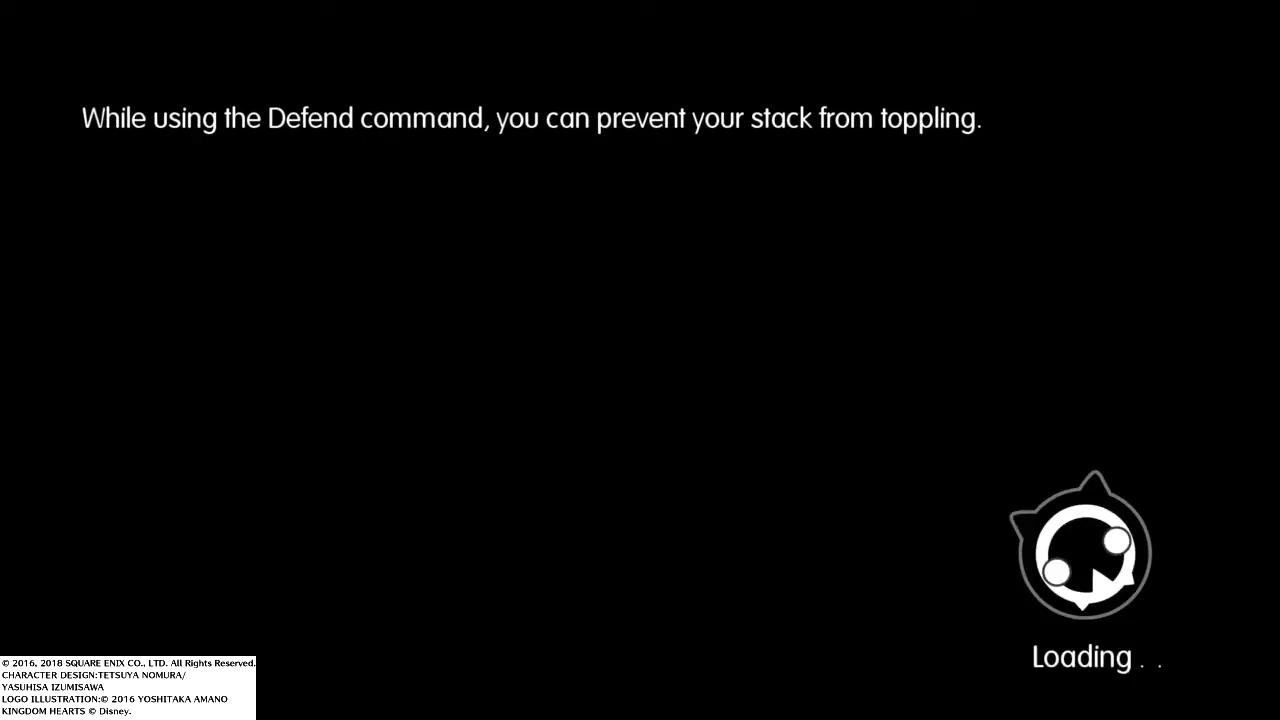 While using the Defend command, you can prevent your stack from toppling.
Loading . .
© 2016, 2018 SQUARE ENIX CO., LTD. All Rights Reserved.
CHARACTER DESIGN:TETSUYA NOMURA/
YASUHISA IZUMISAWA
LOGO ILLUSTRATION:© 2016 YOSHITAKA AMANO
KINGDOM HEARTS © Disney.